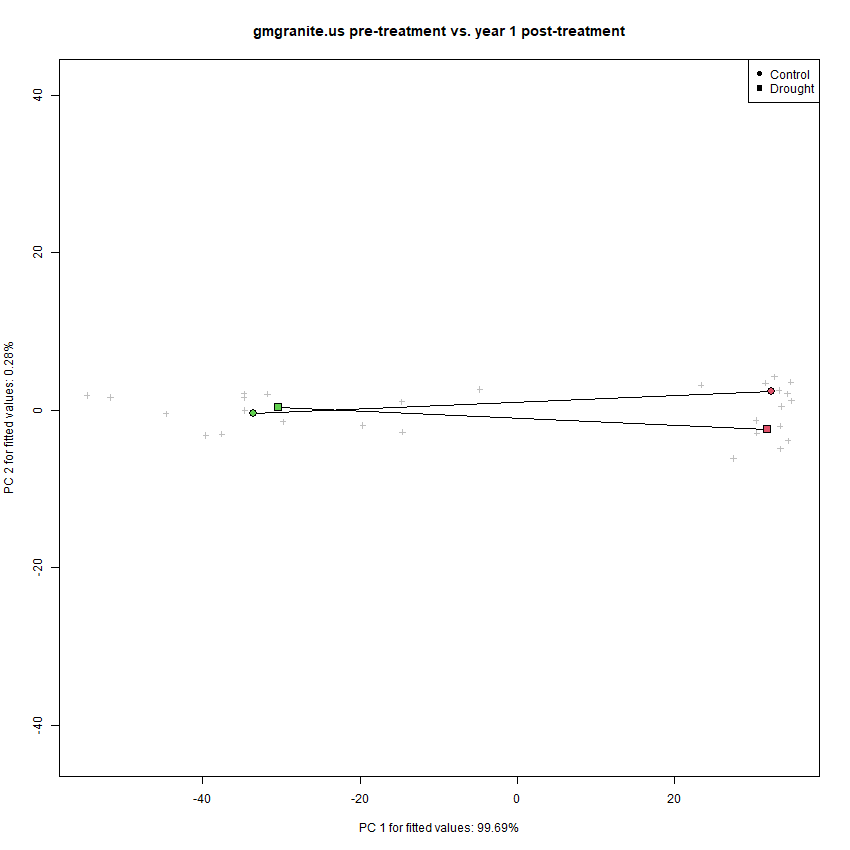 gmgranite.us pre-treatment vs. year 1 post-treatment
Control
Drought
40
20
0
-20
-40
PC 2 for fitted values: 0.28%
-40
-20
0
20
PC 1 for fitted values: 99.69%